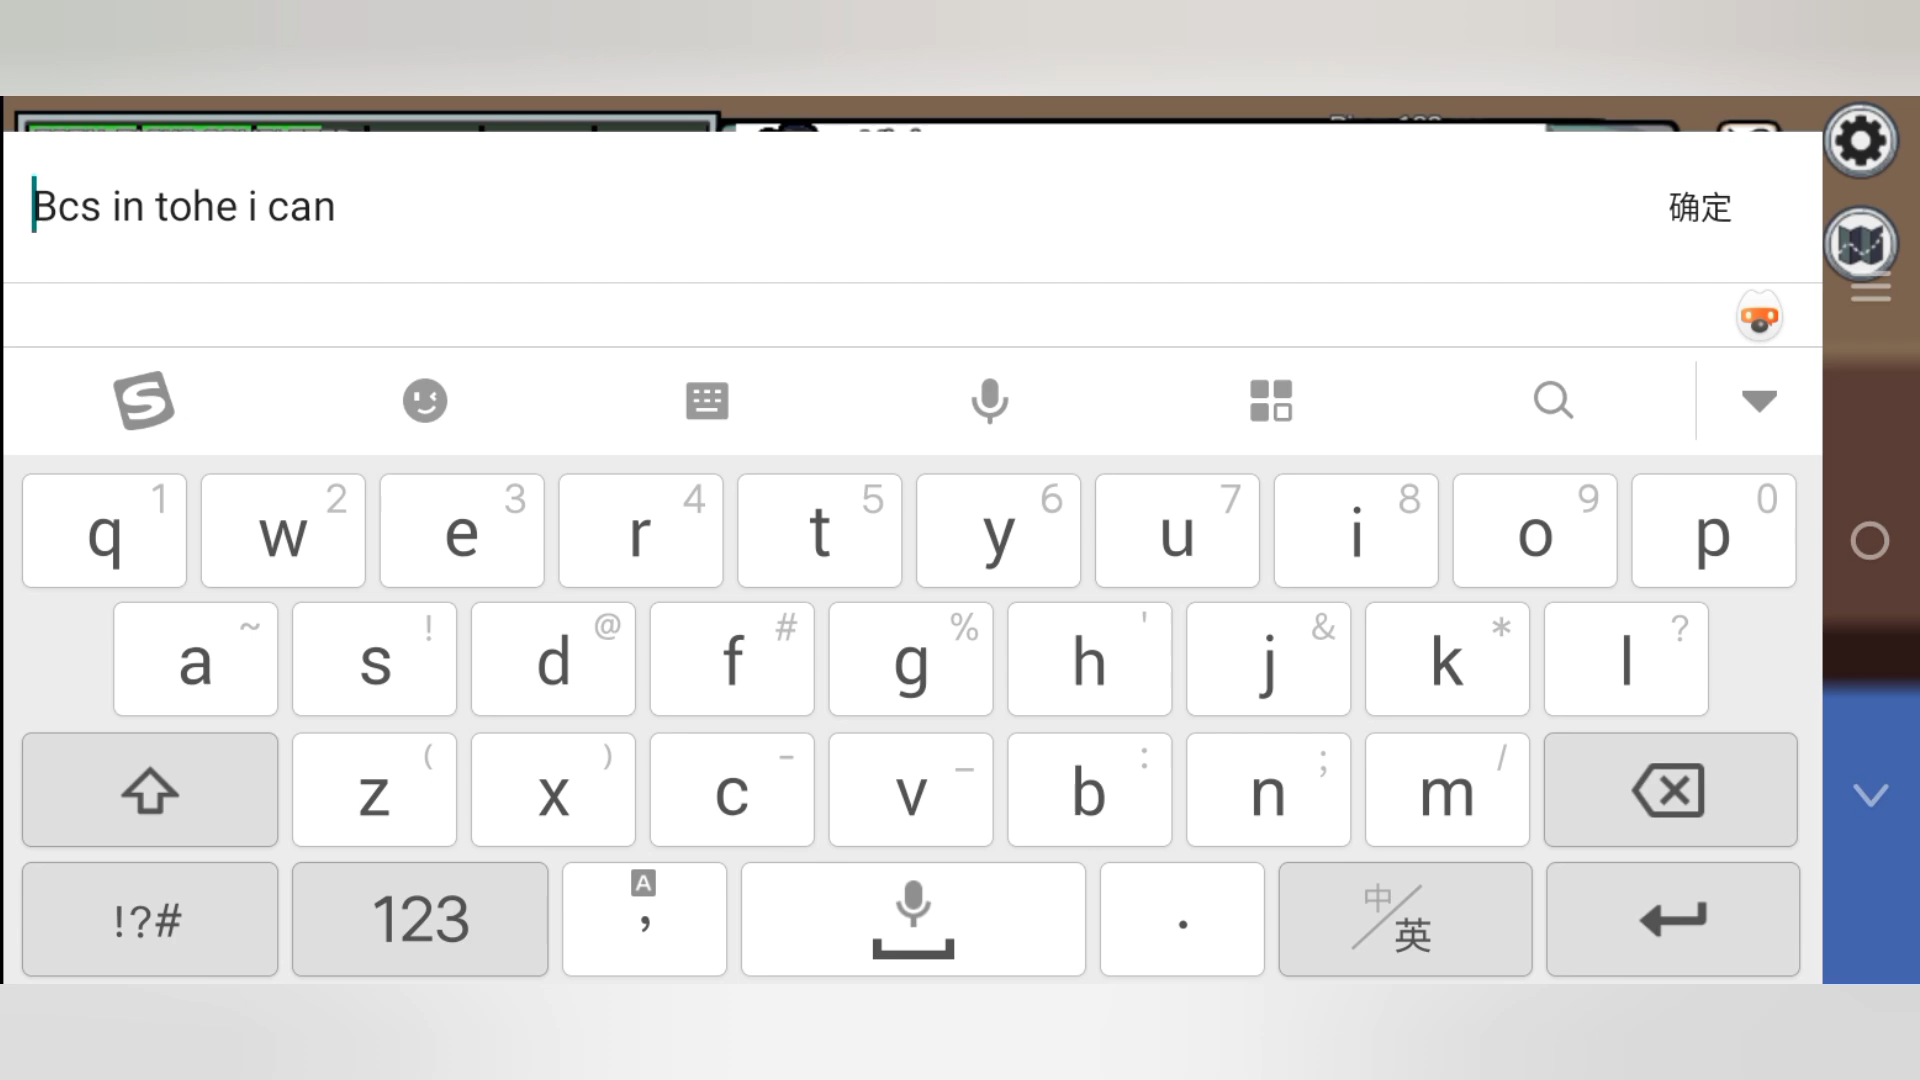 Bcs in tohe i can
确定
q 1 w 2 e 3 r 4 t 5 y 6 u 7 i 8 o 9 p 0
a ~ s ! d @ f # g % h ' j & k * l ?
z ( x ) c - v _ b : n ; m /
!?# 123 A , . 中/英